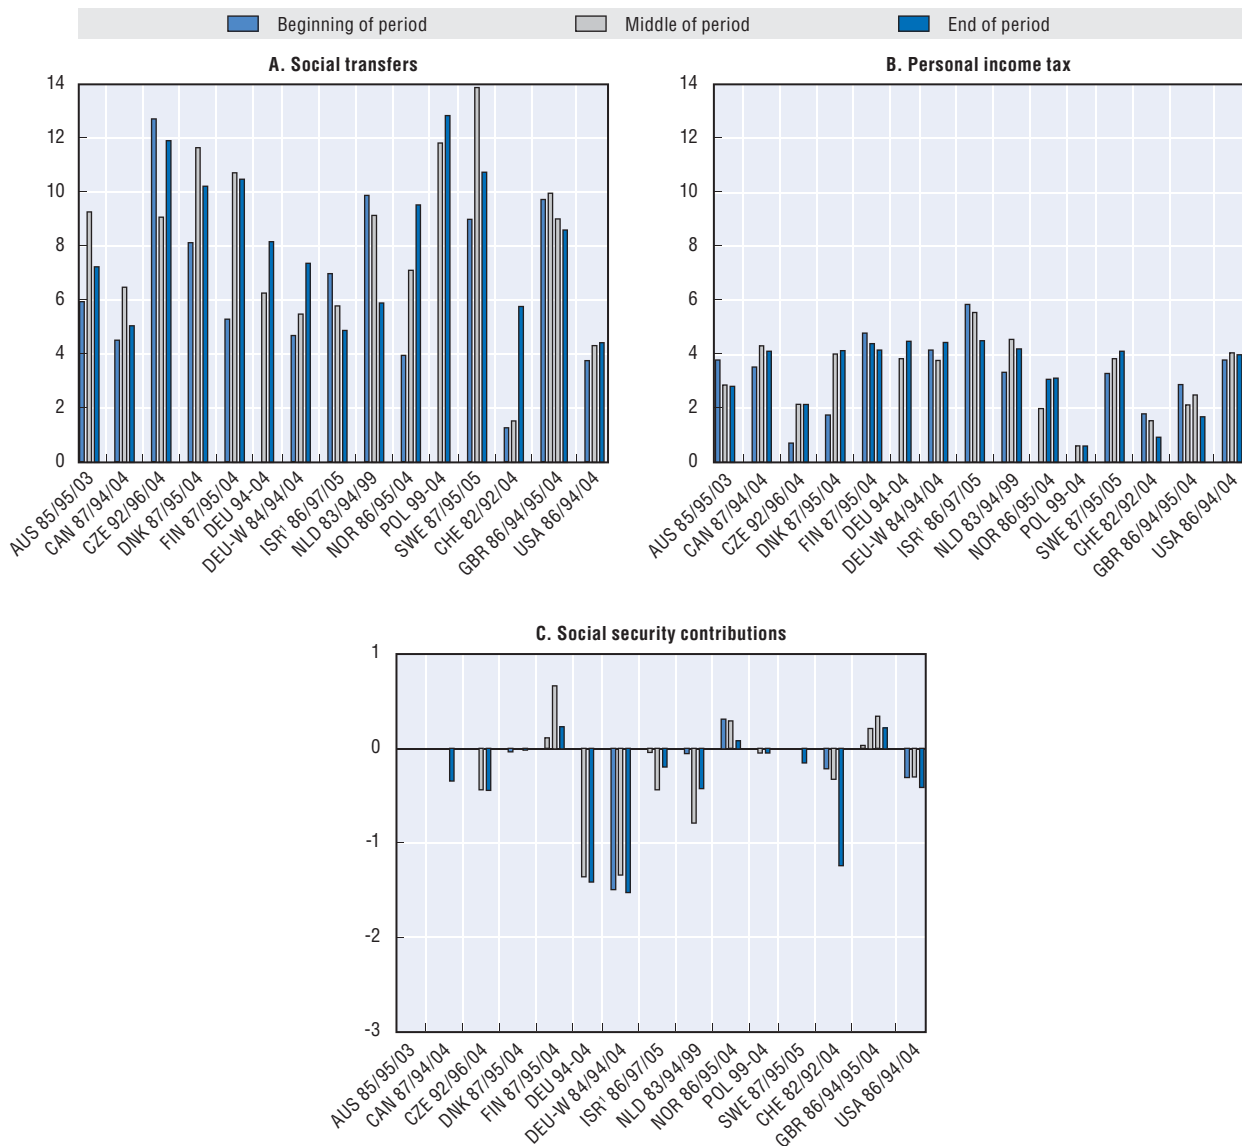 Beginning of period Middle of period End of period
A. Social transfers
14
12
10
8
6
4
2
0
AUS 85/95/03
CAN 87/94/04
CZE 92/96/04
DNK 87/95/04
FIN 87/95/04
DEU 94-04
DEU-W 84/94/04
ISR¹ 86/97/05
NLD 83/94/99
NOR 86/95/04
POL 99-04
SWE 87/95/05
CHE 82/92/04
GBR 86/94/95/04
USA 86/94/04
B. Personal income tax
14
12
10
8
6
4
2
0
AUS 85/95/03
CAN 87/94/04
CZE 92/96/04
DNK 87/95/04
FIN 87/95/04
DEU 94-04
DEU-W 84/94/04
ISR¹ 86/97/05
NLD 83/94/99
NOR 86/95/04
POL 99-04
SWE 87/95/05
CHE 82/92/04
GBR 86/94/95/04
USA 86/94/04
C. Social security contributions
1
0
-1
-2
-3
AUS 85/95/03
CAN 87/94/04
CZE 92/96/04
DNK 87/95/04
FIN 87/95/04
DEU 94-04
DEU-W 84/94/04
ISR¹ 86/97/05
NLD 83/94/99
NOR 86/95/04
POL 99-04
SWE 87/95/05
CHE 82/92/04
GBR 86/94/95/04
USA 86/94/04